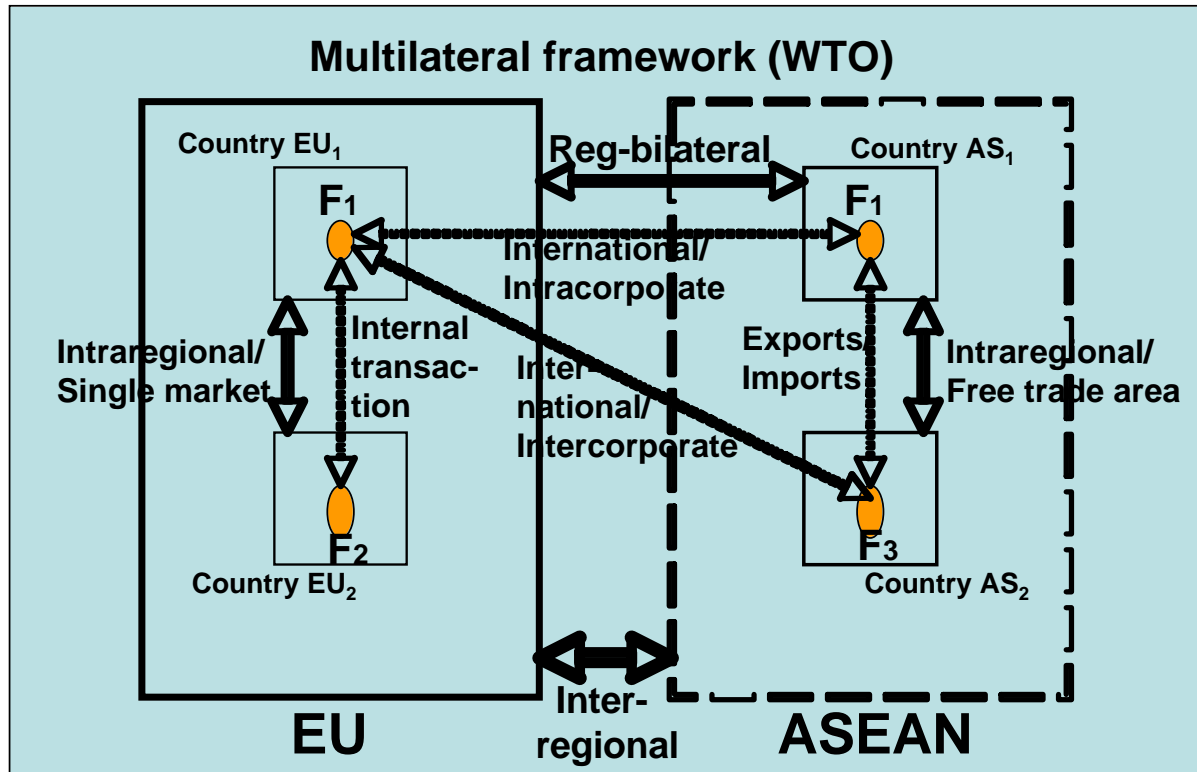 Multilateral framework (WTO)
Country EU₁
Reg-bilateral
Country AS₁
F₁
F₁
International/
Intracorporate
Intraregional/
Single market
Internal
transac-
tion
Inter-
national/
Intercorporate
Exports/
Imports
Intraregional/
Free trade area
F₂
F₃
Country EU₂
Country AS₂
Inter-
regional
EU
ASEAN